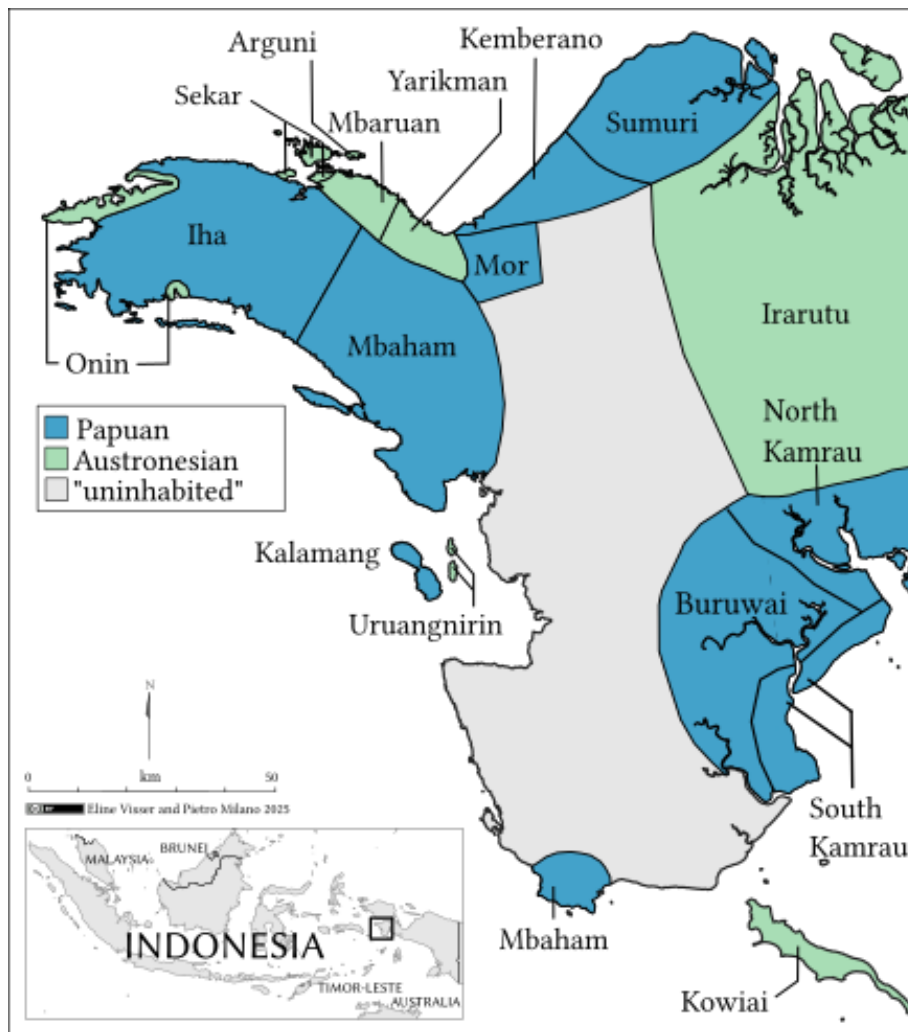 Arguni
Kemberano
Sekar
Yarikman
Mbaruan
Sumuri
Iha
Mor
Irarutu
Onin
Mbaham
North
Kamrau
Papuan
Austronesian
"uninhabited"
Kalamang
Buruwai
Uruangnirin
N
0 50
km
Eline Visser and Pietro Milano 2025
South
Kamrau
BRUNEI
MALAYSIA
INDONESIA
TIMOR-LESTE
AUSTRALIA
Mbaham
Kowiai